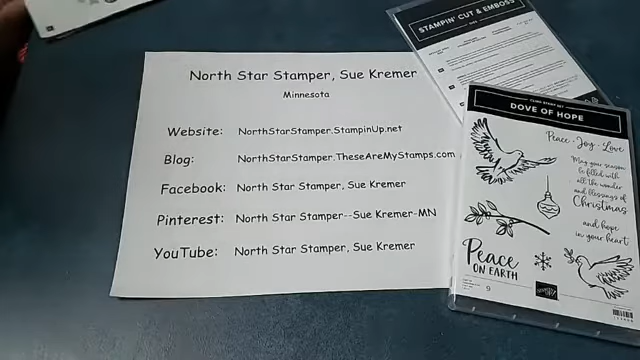 North Star Stamper, Sue Kremer
Minnesota
Website: NorthStarStamper.StampinUp.net
Blog: NorthStarStamper.TheseAreMyStamps.com
Facebook: North Star Stamper, Sue Kremer
Pinterest: North Star Stamper--Sue Kremer-MN
YouTube: North Star Stamper, Sue Kremer
STAMPIN' CUT & EMBOSS
DOVE OF HOPE
Peace · Joy · Love
May your season
be filled with
all the wonder
and blessings of
Christmas
and hope
in your heart
Peace
ON EARTH
9